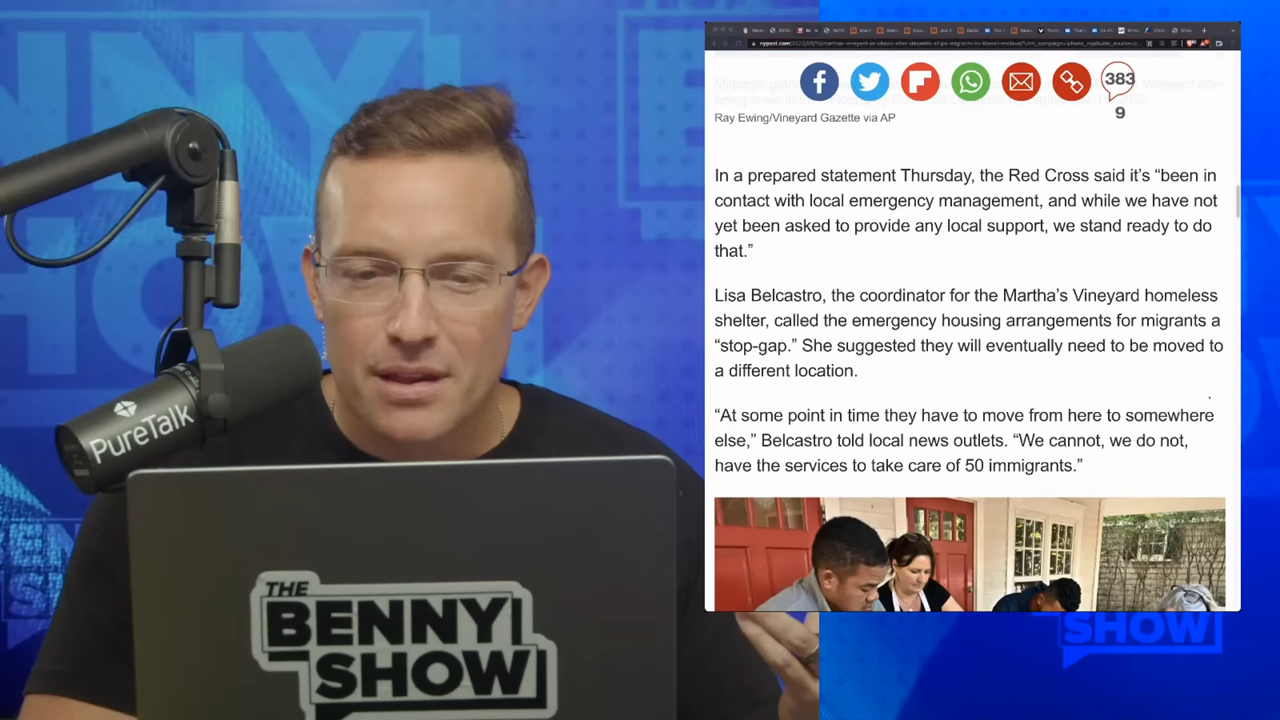 PureTalk
THE
BENNY
SHOW
383
9
Ray Ewing/Vineyard Gazette via AP
In a prepared statement Thursday, the Red Cross said it’s “been in
contact with local emergency management, and while we have not
yet been asked to provide any local support, we stand ready to do
that.”
Lisa Belcastro, the coordinator for the Martha’s Vineyard homeless
shelter, called the emergency housing arrangements for migrants a
“stop-gap.” She suggested they will eventually need to be moved to
a different location.
“At some point in time they have to move from here to somewhere
else,” Belcastro told local news outlets. “We cannot, we do not,
have the services to take care of 50 immigrants.”
SHOW